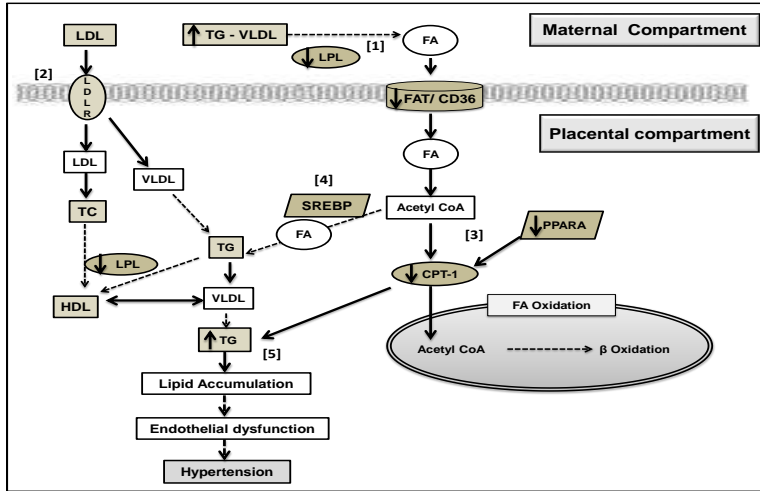 LDL
TG - VLDL
[1]
FA
Maternal Compartment
LPL
[2]
L
D
L
R
FAT/ CD36
Placental compartment
LDL
VLDL
FA
[4]
SREBP
Acetyl CoA
TC
FA
[3]
PPARA
TG
LPL
CPT-1
HDL
VLDL
FA Oxidation
TG
[5]
Acetyl CoA
β Oxidation
Lipid Accumulation
Endothelial dysfunction
Hypertension